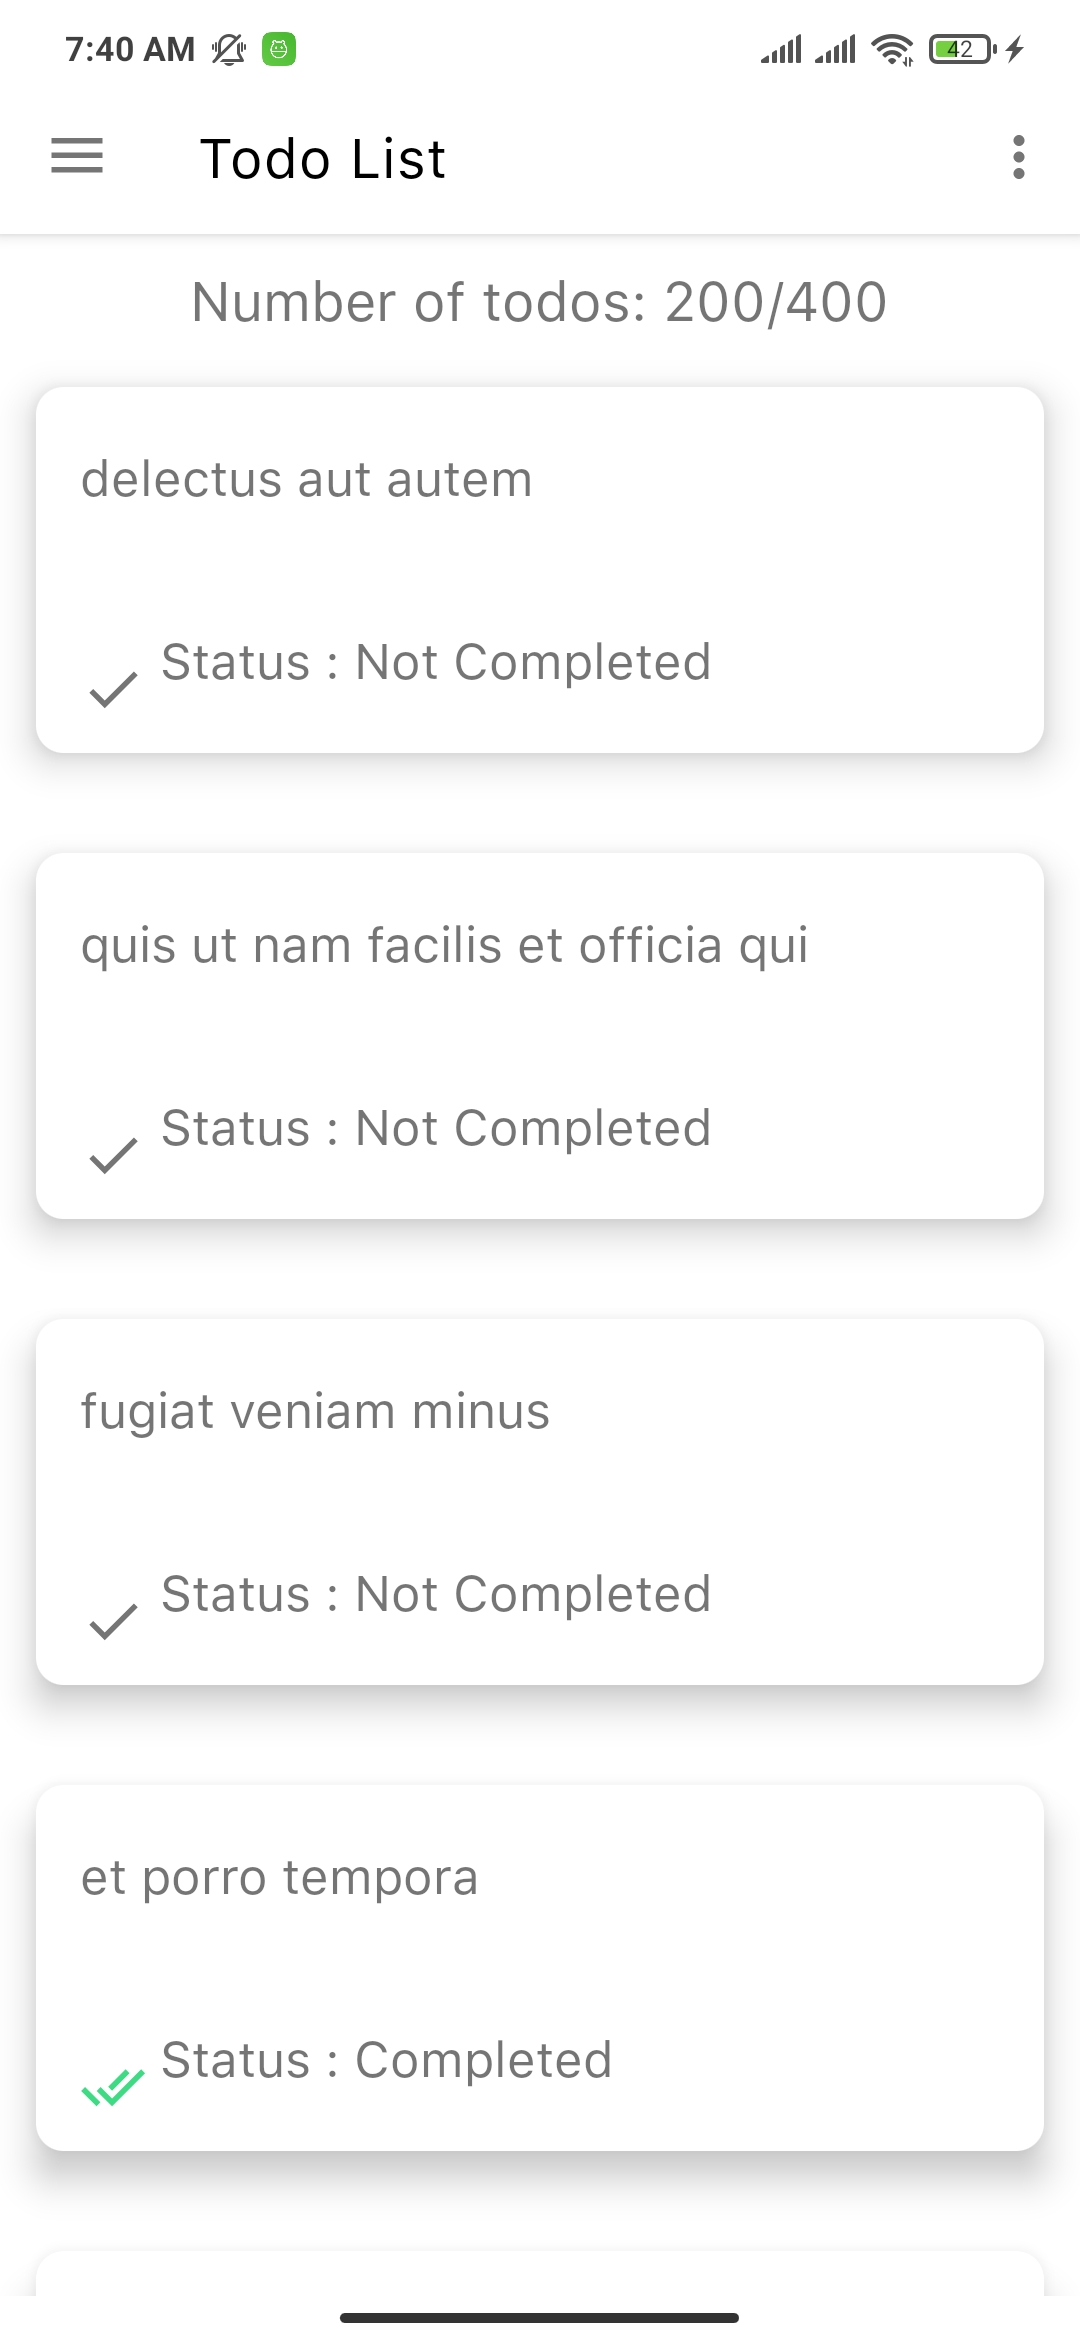 7:40 AM 42
Todo List
Number of todos: 200/400
delectus aut autem
Status : Not Completed
quis ut nam facilis et officia qui
Status : Not Completed
fugiat veniam minus
Status : Not Completed
et porro tempora
Status : Completed